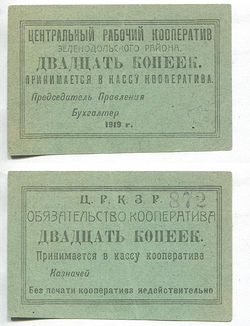 ЦЕНТРАЛЬНЫЙ РАБОЧИЙ КООПЕРАТИВ
ЗЕЛЕНОДОЛЬСКОГО РАЙОНА.
ДВАДЦАТЬ КОПЕЕК.
ПРИНИМАЕТСЯ В КАССУ КООПЕРАТИВА.
Председатель Правления
Бухгалтер
1919 г.
Ц. Р. К. З. Р.
872
ОБЯЗАТЕЛЬСТВО КООПЕРАТИВА
ДВАДЦАТЬ КОПЕЕК.
Принимается в кассу кооператива
Казначей
Без печати кооператива недействительно